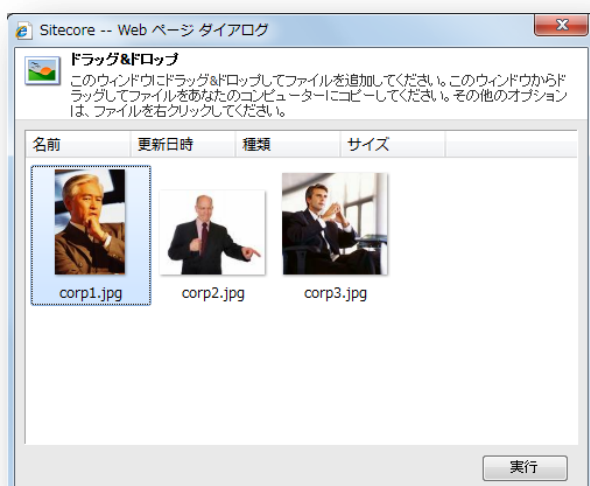 Sitecore -- Web ページ ダイアログ
ドラッグ&ドロップ
このウィンドウにドラッグ&ドロップしてファイルを追加してください。このウィンドウからド
ラッグしてファイルをあなたのコンピューターにコピーしてください。その他のオプション
は、ファイルを右クリックしてください。
名前 更新日時 種類 サイズ
corp1.jpg corp2.jpg corp3.jpg
実行